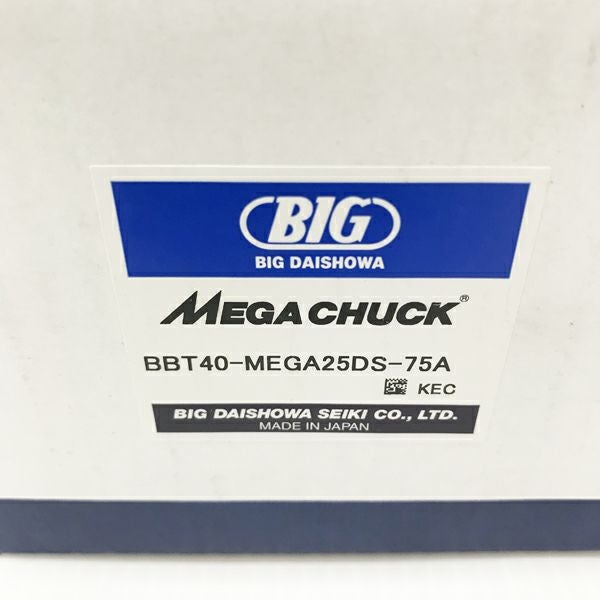 BIG
BIG DAISHOWA
MEGA CHUCK®
BBT40-MEGA25DS-75A
KEC
BIG DAISHOWA SEIKI CO., LTD.
MADE IN JAPAN